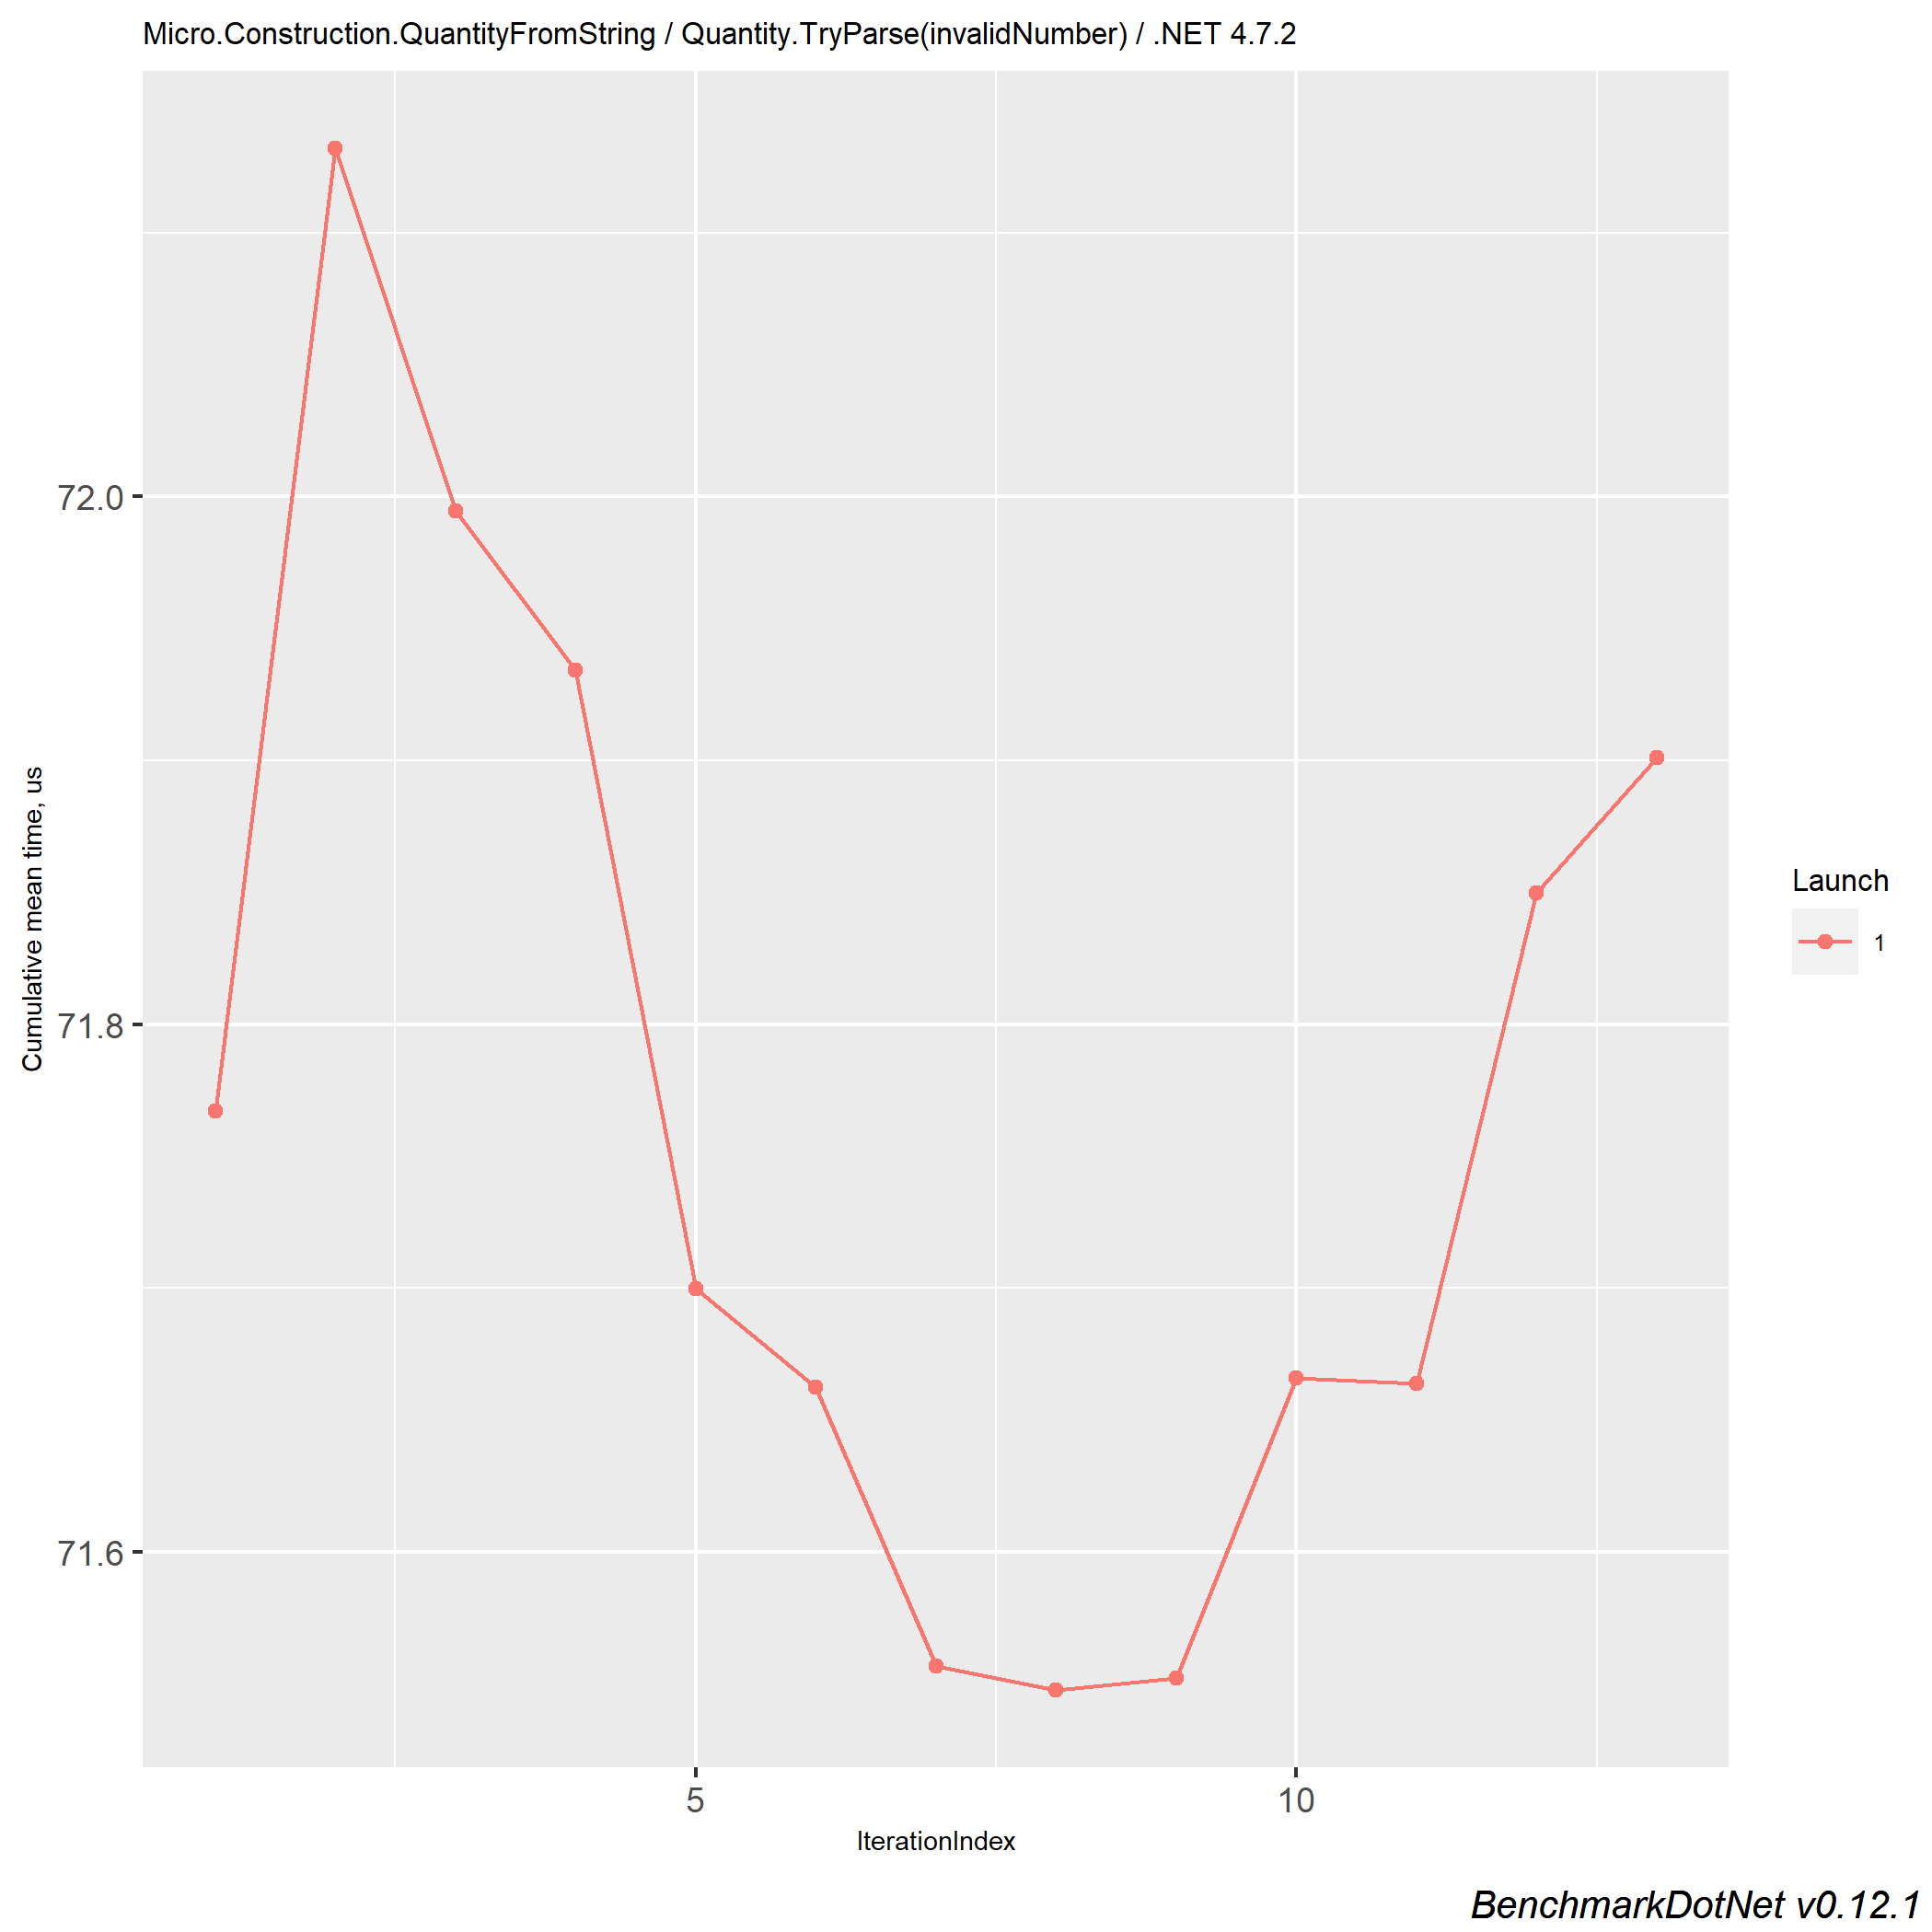 Micro.Construction.QuantityFromString / Quantity.TryParse(invalidNumber) / .NET 4.7.2
72.0
71.8
71.6
Cumulative mean time, us
5
10
IterationIndex
Launch
1
BenchmarkDotNet v0.12.1